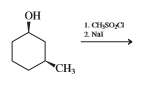 OH
1. CH₃SO₂Cl
2. NaI
CH₃